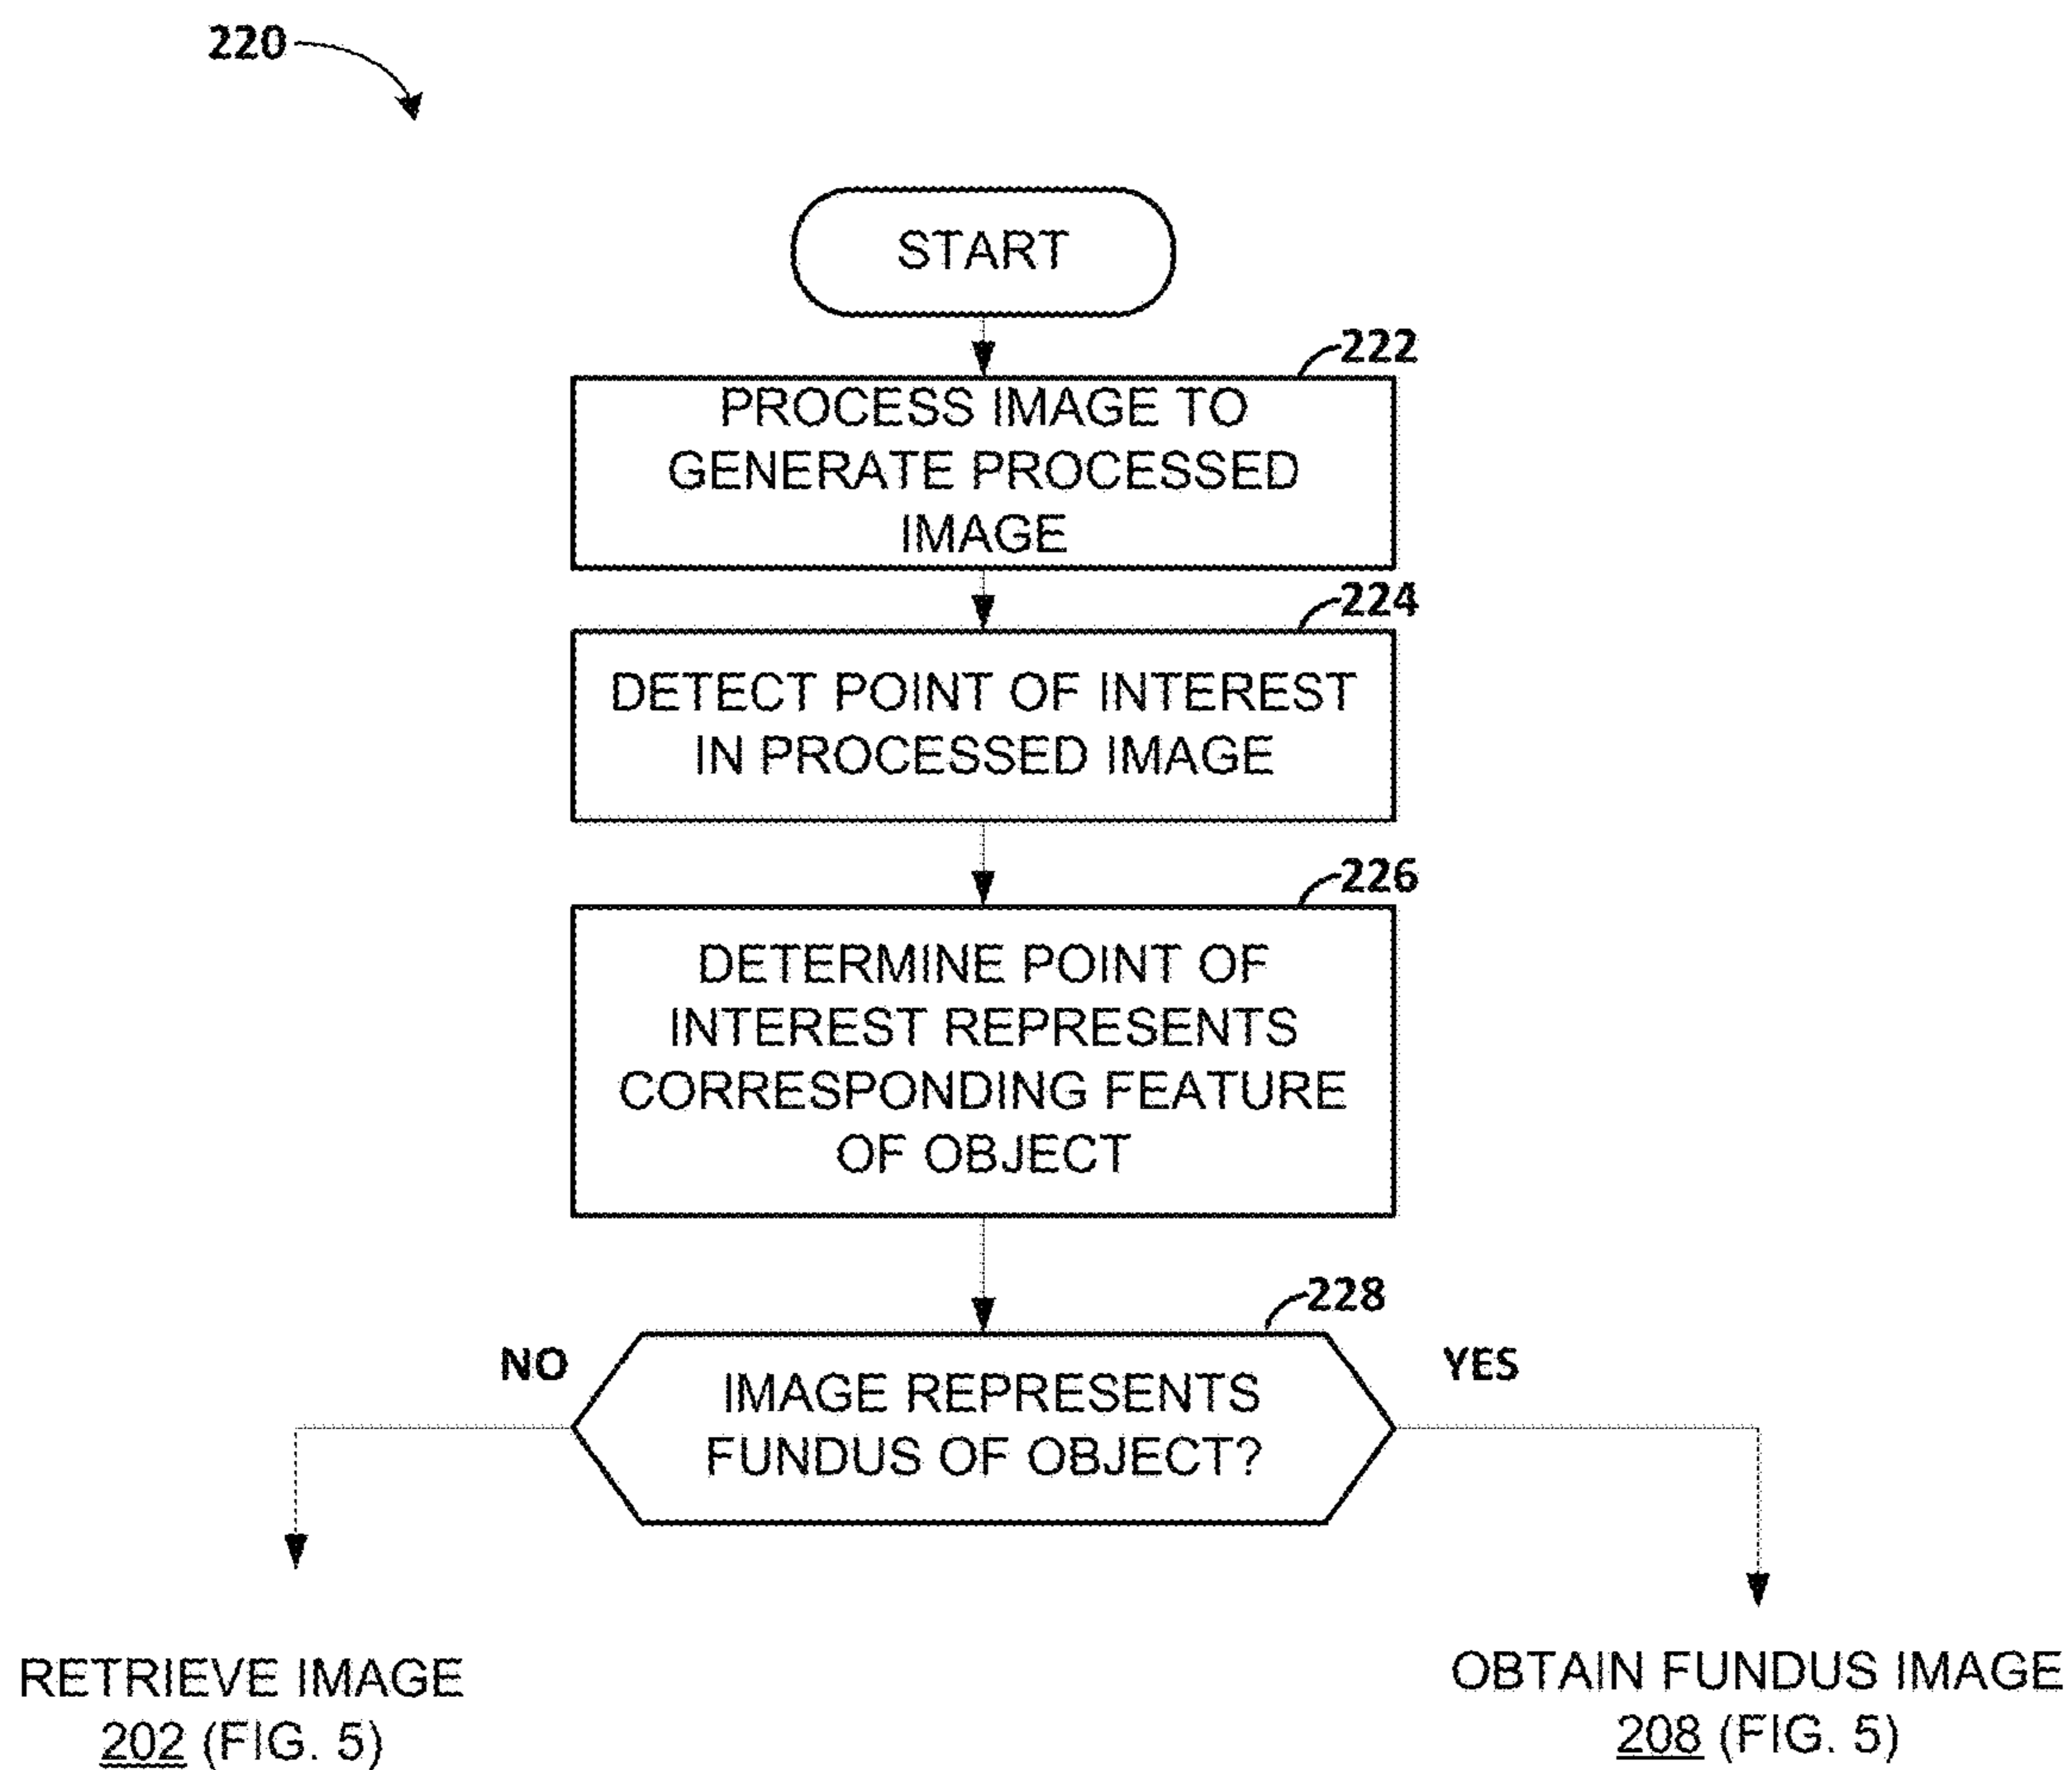 220
START
222
PROCESS IMAGE TO
GENERATE PROCESSED
IMAGE
224
DETECT POINT OF INTEREST
IN PROCESSED IMAGE
226
DETERMINE POINT OF
INTEREST REPRESENTS
CORRESPONDING FEATURE
OF OBJECT
228
NO
YES
IMAGE REPRESENTS
FUNDUS OF OBJECT?
RETRIEVE IMAGE
202 (FIG. 5)
OBTAIN FUNDUS IMAGE
208 (FIG. 5)